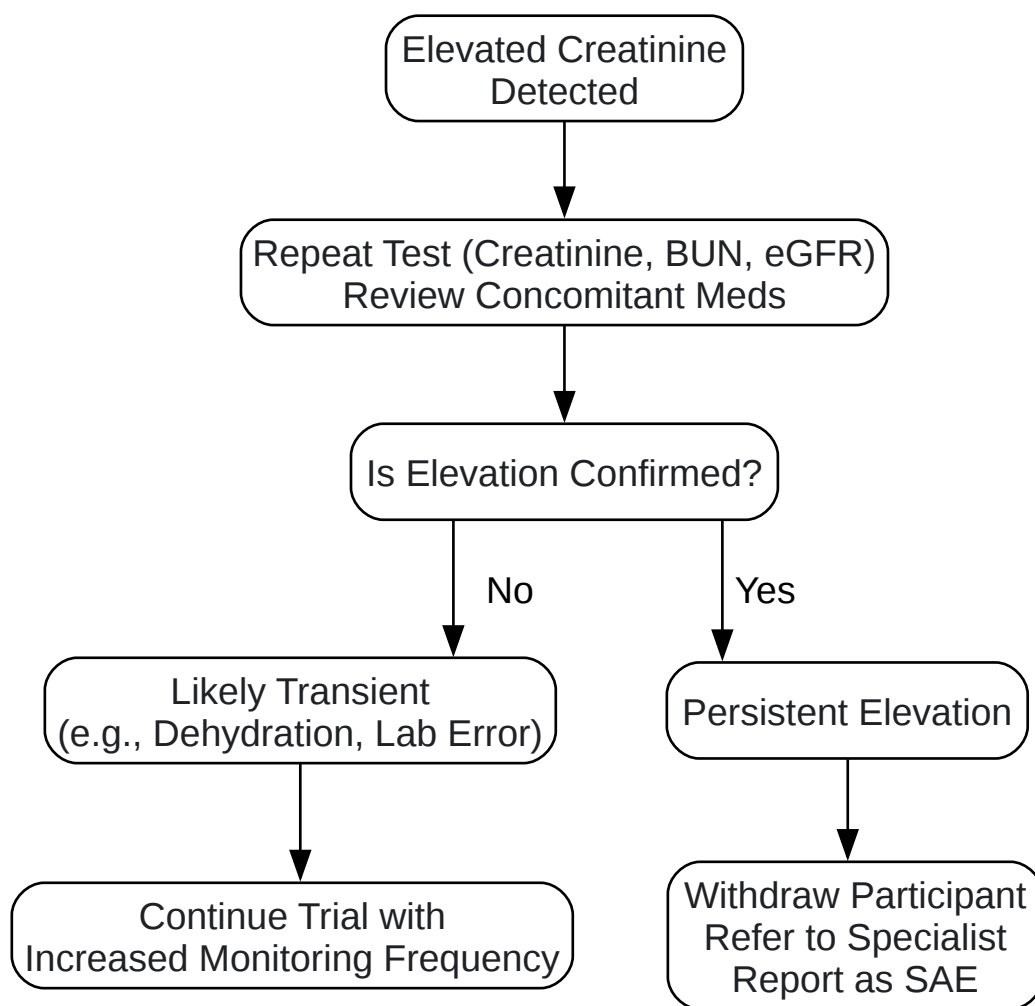 Elevated Creatinine
Detected
Repeat Test (Creatinine, BUN, eGFR)
Review Concomitant Meds
Is Elevation Confirmed?
No
Yes
Likely Transient
(e.g., Dehydration, Lab Error)
Persistent Elevation
Continue Trial with
Increased Monitoring Frequency
Withdraw Participant
Refer to Specialist
Report as SAE